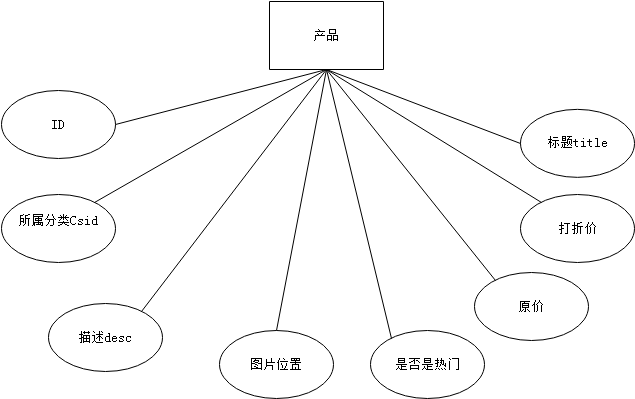 产品
ID
标题title
所属分类Csid
打折价
原价
描述desc
图片位置
是否是热门